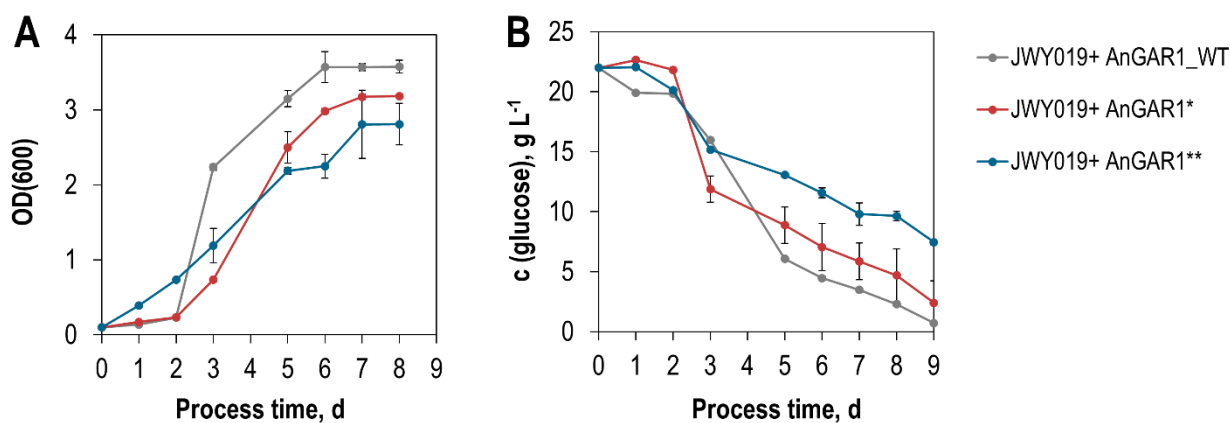 A
OD(600)
4
3
2
1
0
0 1 2 3 5 6 7 8 9
Process time, d
B
c (glucose), g L⁻¹
25
20
15
10
5
0
0 1 2 3 5 6 7 8 9
Process time, d
JWY019+ AnGAR1_WT
JWY019+ AnGAR1*
JWY019+ AnGAR1**